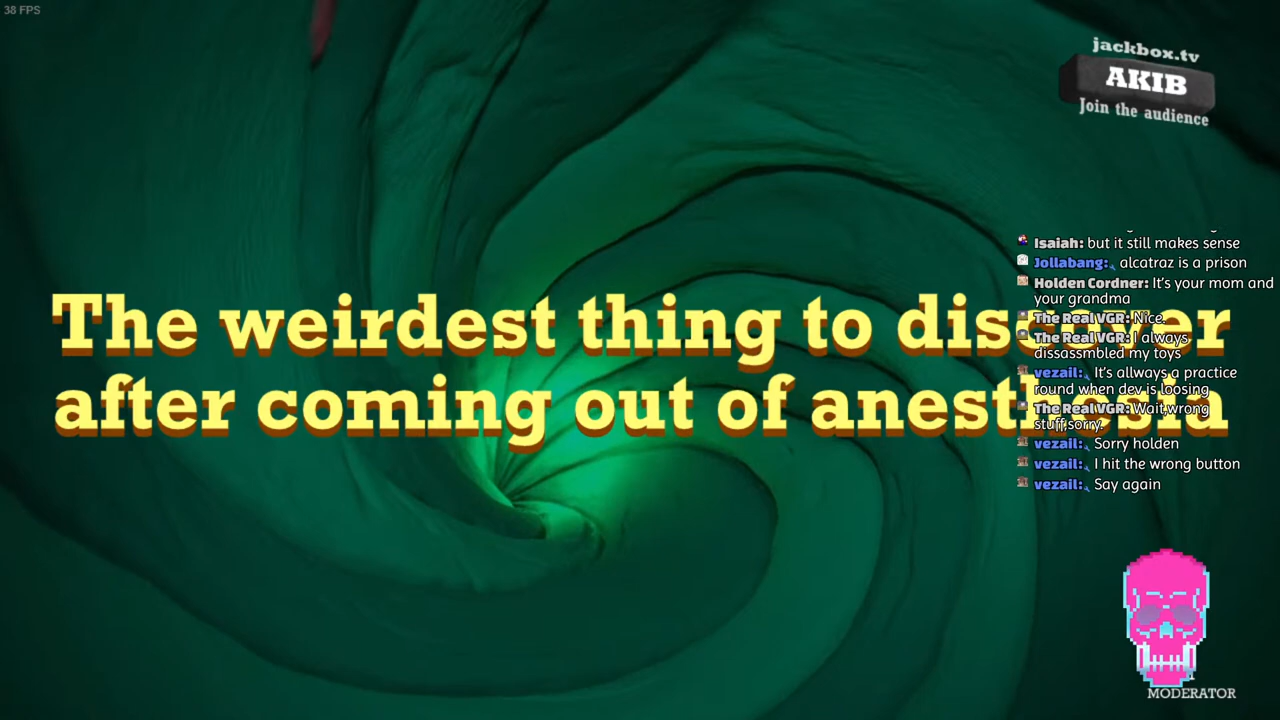 38 FPS
jackbox.tv
AKIB
Join the audience
The weirdest thing to discover
after coming out of anesthesia
Isaiah: but it still makes sense
Jollabang: alcatraz is a prison
Holden Cordner: It's your mom and
your grandma
The Real VGR: Nice.
The Real VGR: I always
dissassmbled my toys
vezail: It's allways a practice
round when dev is loosing
The Real VGR: Wait,wrong
stuff,sorry.
vezail: Sorry holden
vezail: I hit the wrong button
vezail: Say again
MODERATOR